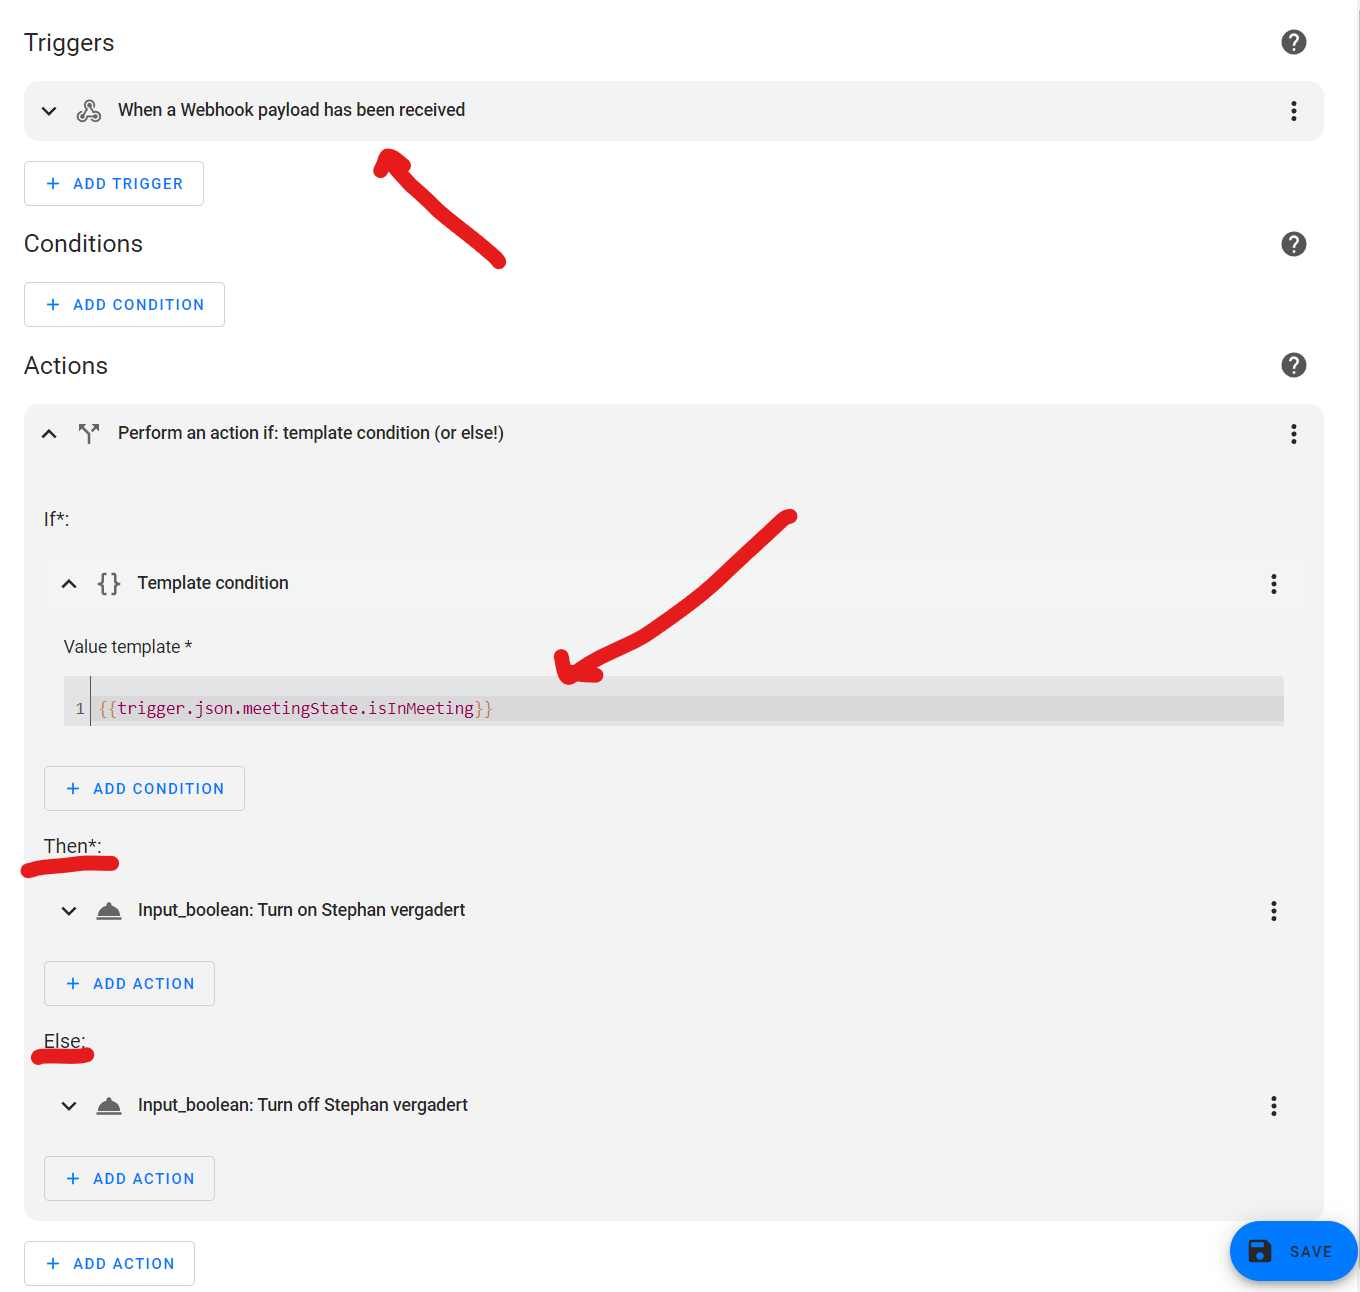 Triggers
When a Webhook payload has been received
+ ADD TRIGGER
Conditions
+ ADD CONDITION
Actions
Perform an action if: template condition (or else!)
If*:
{} Template condition
Value template *
1 {{trigger.json.meetingState.isInMeeting}}
+ ADD CONDITION
Then*:
Input_boolean: Turn on Stephan vergadert
+ ADD ACTION
Else:
Input_boolean: Turn off Stephan vergadert
+ ADD ACTION
SAVE
+ ADD ACTION